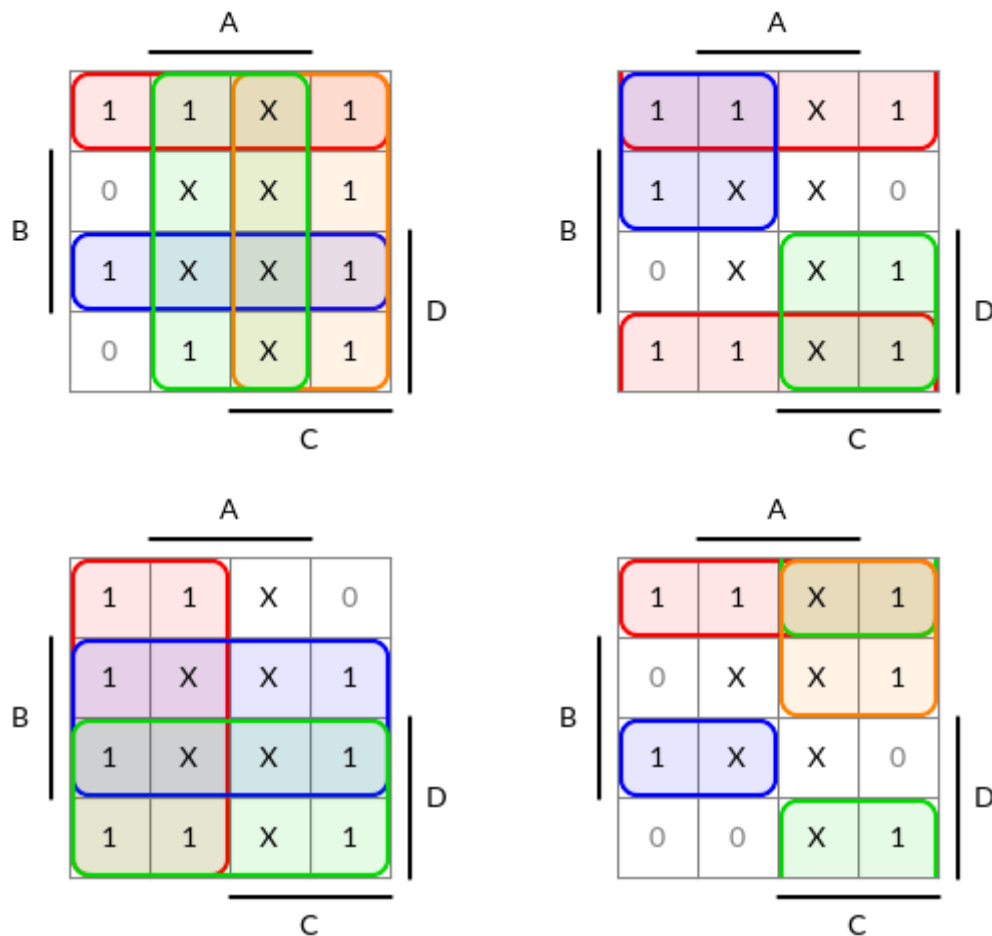 A A
1 1 X 1 1 1 X 1
0 X X 1 1 X X 0
B B
1 X X 1 0 X X 1
D D
0 1 X 1 1 1 X 1
C C
A A
1 1 X 0 1 1 X 1
1 X X 1 0 X X 1
B B
1 X X 1 1 X X 0
D D
1 1 X 1 0 0 X 1
C C